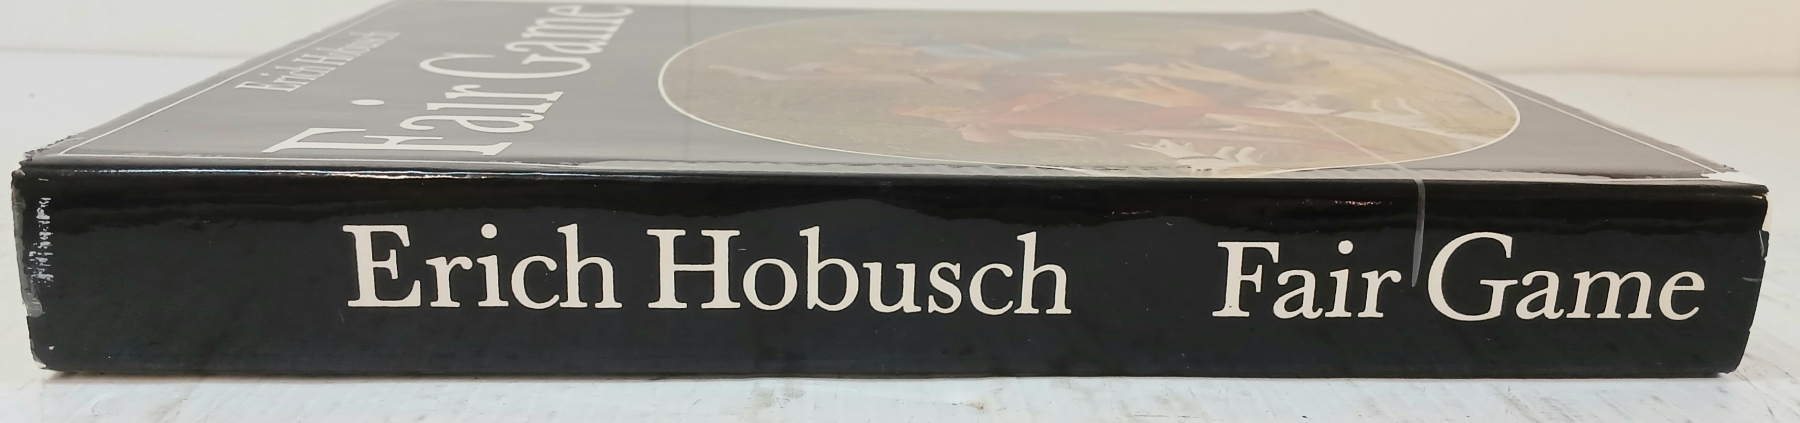 Erich Hobusch
Fair Game
Erich Hobusch Fair Game